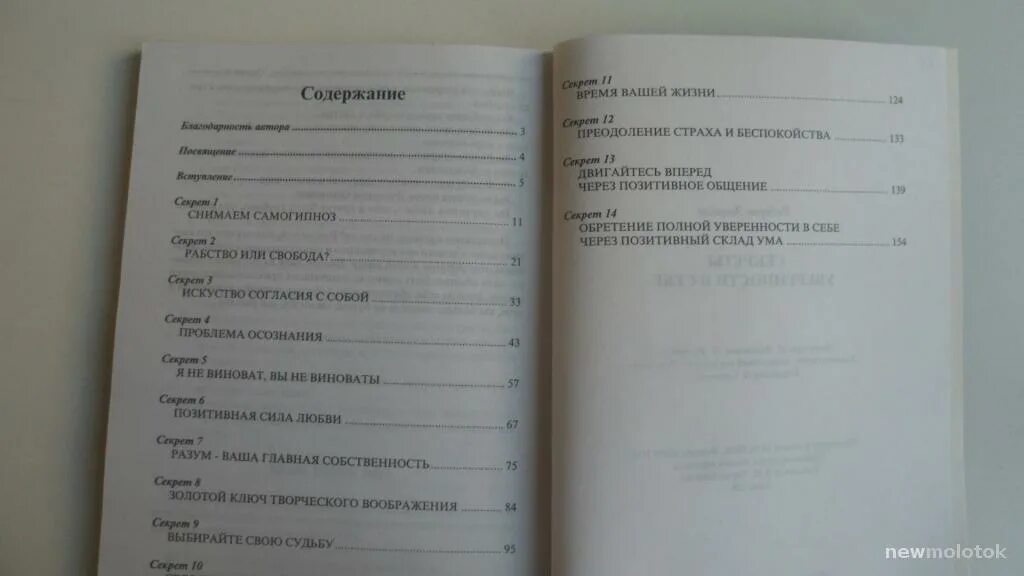 Содержание
Благодарность автора 3
Посвящение 4
Вступление 5
Секрет 1
СНИМАЕМ САМОГИПНОЗ 11
Секрет 2
РАБСТВО ИЛИ СВОБОДА? 21
Секрет 3
ИСКУСТВО СОГЛАСИЯ С СОБОЙ 33
Секрет 4
ПРОБЛЕМА ОСОЗНАНИЯ 43
Секрет 5
Я НЕ ВИНОВАТ, ВЫ НЕ ВИНОВАТЫ 57
Секрет 6
ПОЗИТИВНАЯ СИЛА ЛЮБВИ 67
Секрет 7
РАЗУМ - ВАША ГЛАВНАЯ СОБСТВЕННОСТЬ 75
Секрет 8
ЗОЛОТОЙ КЛЮЧ ТВОРЧЕСКОГО ВООБРАЖЕНИЯ 84
Секрет 9
ВЫБИРАЙТЕ СВОЮ СУДЬБУ 95
Секрет 10
Секрет 11
ВРЕМЯ ВАШЕЙ ЖИЗНИ 124
Секрет 12
ПРЕОДОЛЕНИЕ СТРАХА И БЕСПОКОЙСТВА 133
Секрет 13
ДВИГАЙТЕСЬ ВПЕРЕД
ЧЕРЕЗ ПОЗИТИВНОЕ ОБЩЕНИЕ 139
Секрет 14
ОБРЕТЕНИЕ ПОЛНОЙ УВЕРЕННОСТИ В СЕБЕ
ЧЕРЕЗ ПОЗИТИВНЫЙ СКЛАД УМА 154
newmolotok